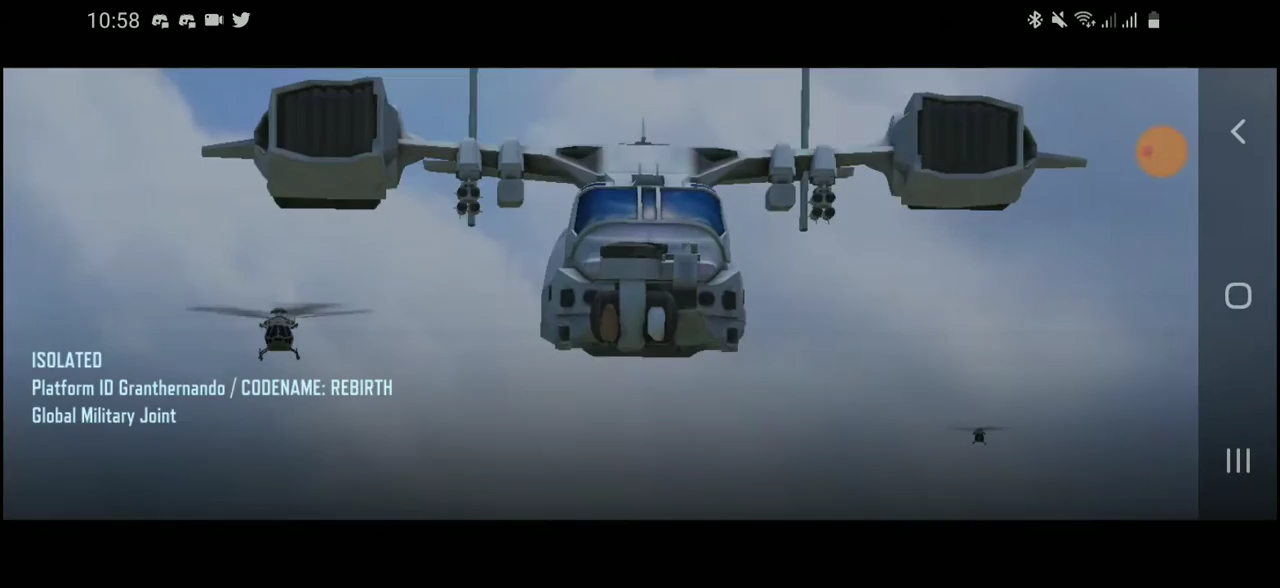 10:58
ISOLATED
Platform ID Granthernando / CODENAME: REBIRTH
Global Military Joint